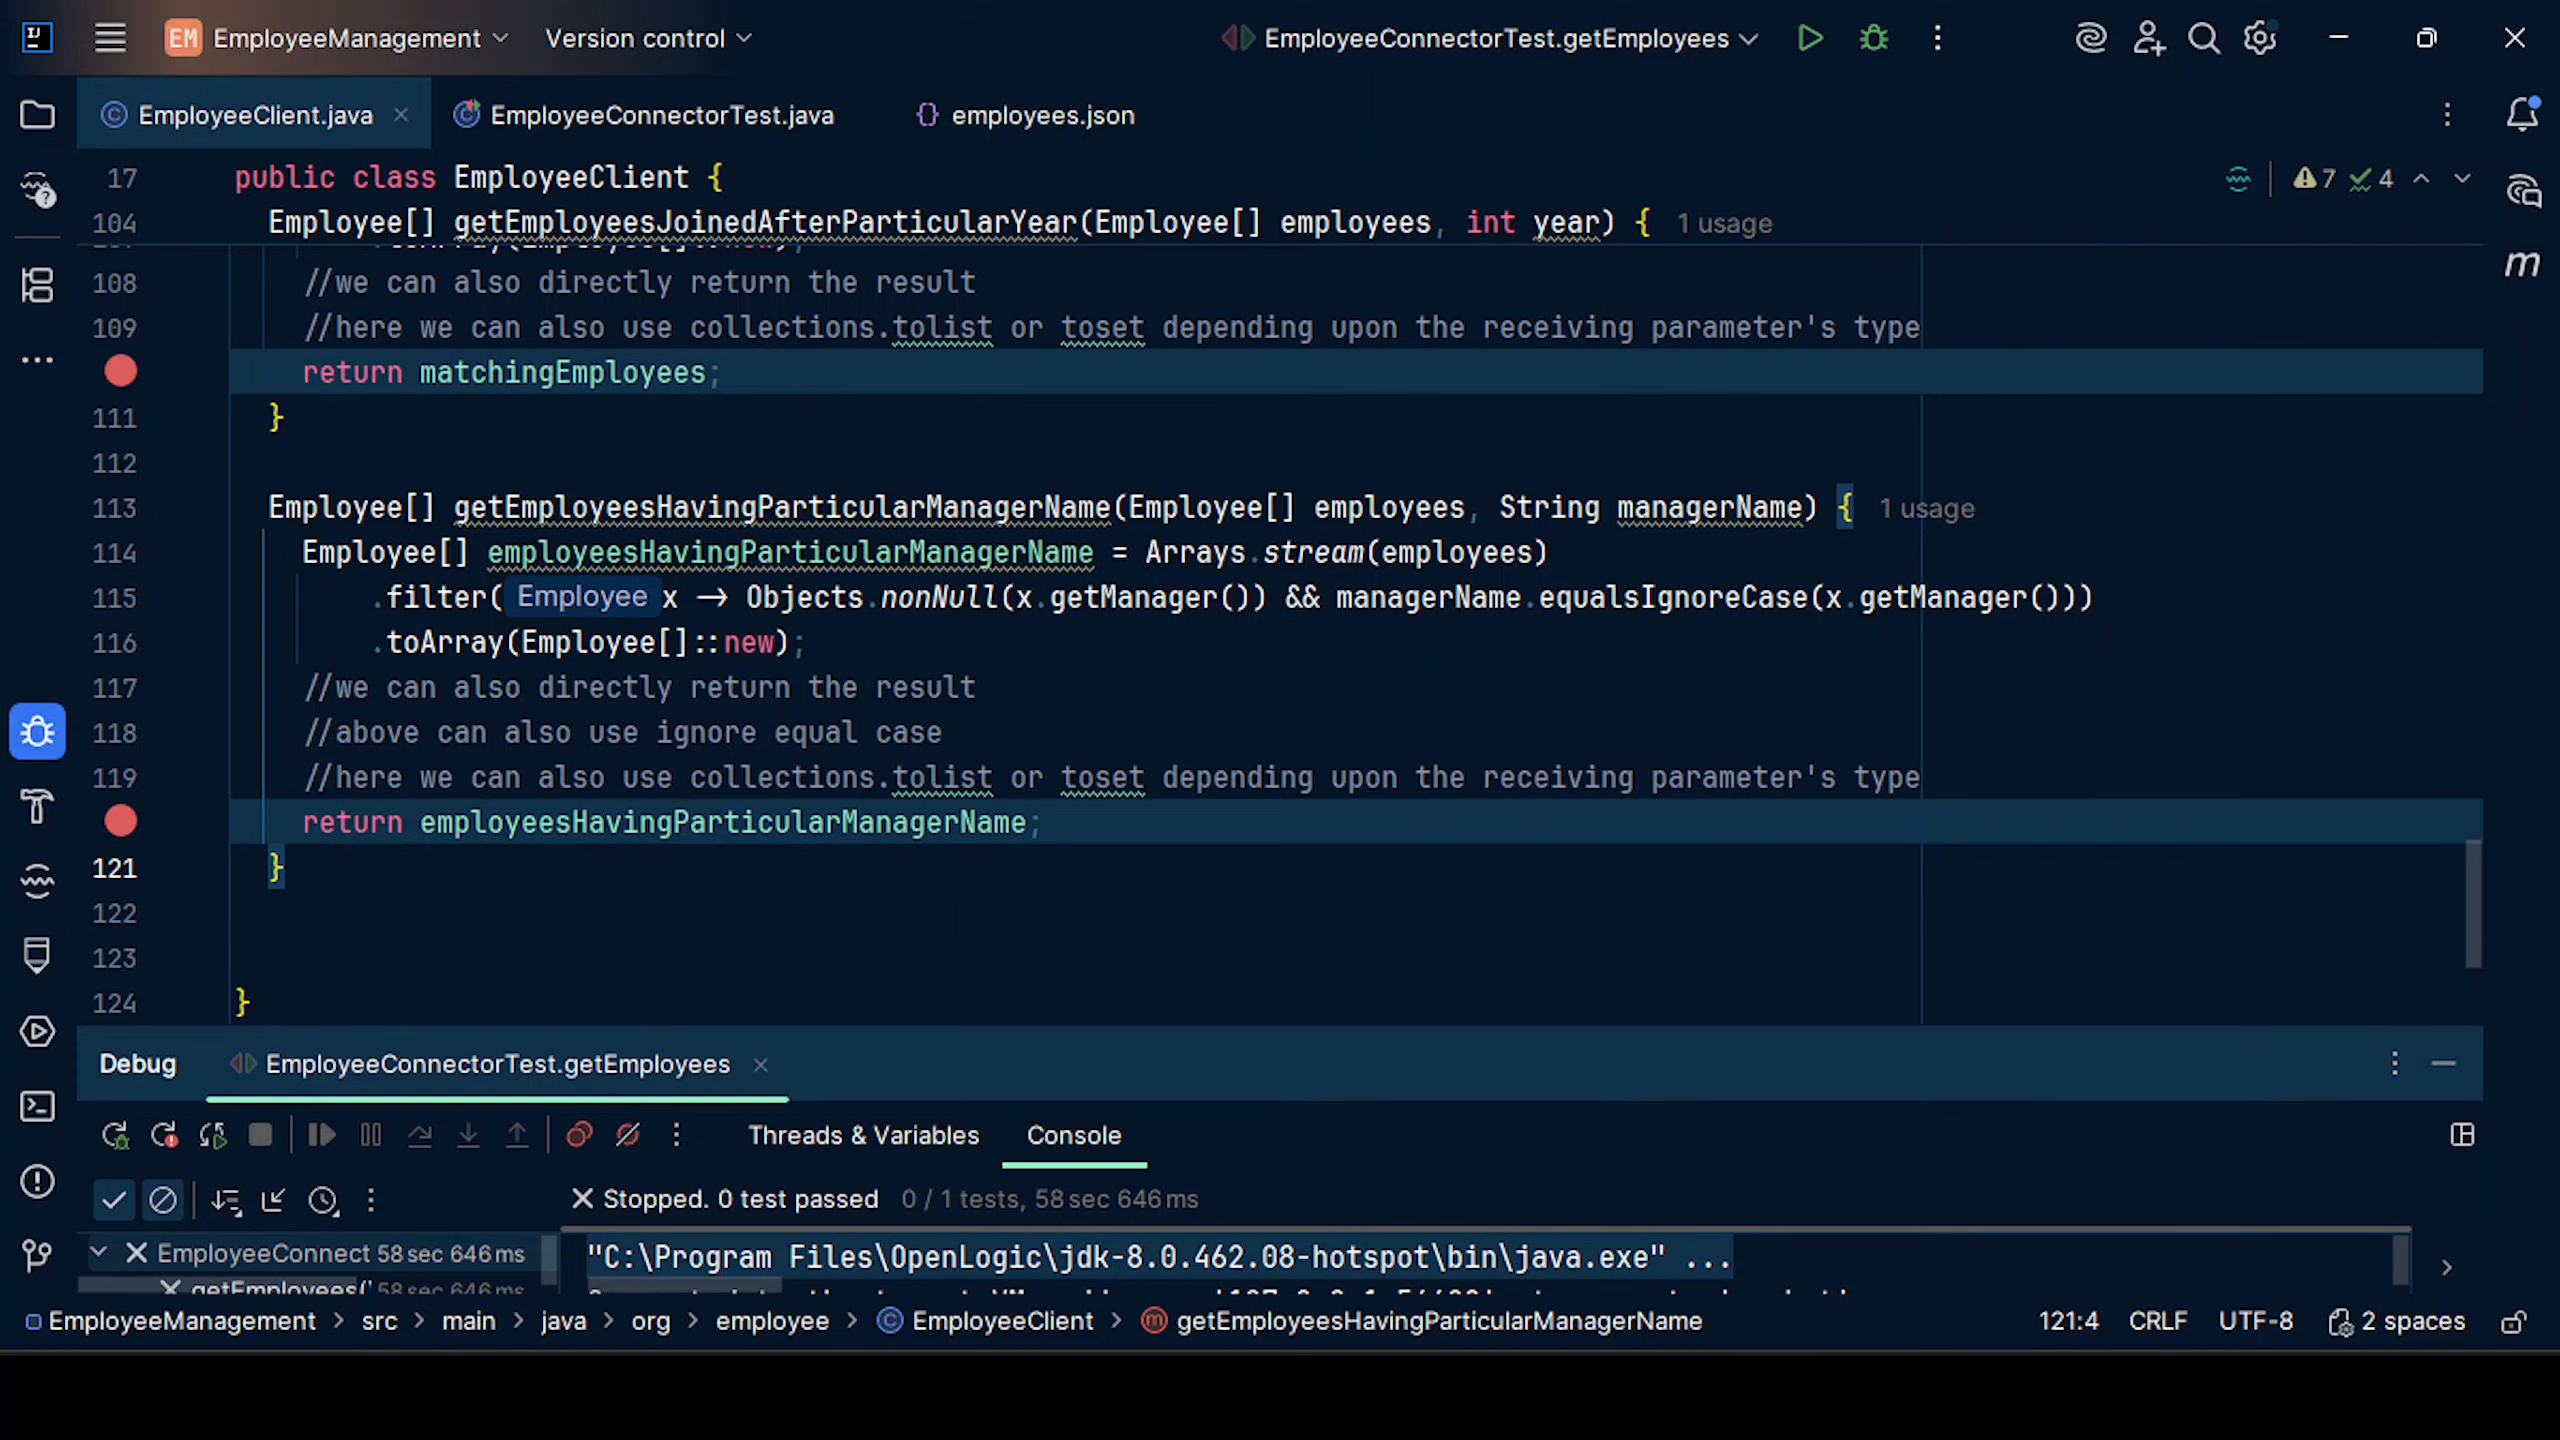 EM EmployeeManagement Version control EmployeeConnectorTest.getEmployees
EmployeeClient.java EmployeeConnectorTest.java {} employees.json
17 public class EmployeeClient { 7 4
104 Employee[] getEmployeesJoinedAfterParticularYear(Employee[] employees, int year) { 1 usage
108 //we can also directly return the result
109 //here we can also use collections.tolist or toset depending upon the receiving parameter's type
return matchingEmployees;
111 }
112
113 Employee[] getEmployeesHavingParticularManagerName(Employee[] employees, String managerName) { 1 usage
114 Employee[] employeesHavingParticularManagerName = Arrays.stream(employees)
115 .filter( Employee x -> Objects.nonNull(x.getManager()) && managerName.equalsIgnoreCase(x.getManager()))
116 .toArray(Employee[]::new);
117 //we can also directly return the result
118 //above can also use ignore equal case
119 //here we can also use collections.tolist or toset depending upon the receiving parameter's type
return employeesHavingParticularManagerName;
121 }
122
123
124 }
Debug EmployeeConnectorTest.getEmployees
Threads & Variables Console
Stopped. 0 test passed 0 / 1 tests, 58 sec 646 ms
EmployeeConnect 58 sec 646 ms
"C:\Program Files\OpenLogic\jdk-8.0.462.08-hotspot\bin\java.exe" ...
getEmployees( 58 sec 646 ms
EmployeeManagement > src > main > java > org > employee > EmployeeClient > getEmployeesHavingParticularManagerName 121:4 CRLF UTF-8 2 spaces